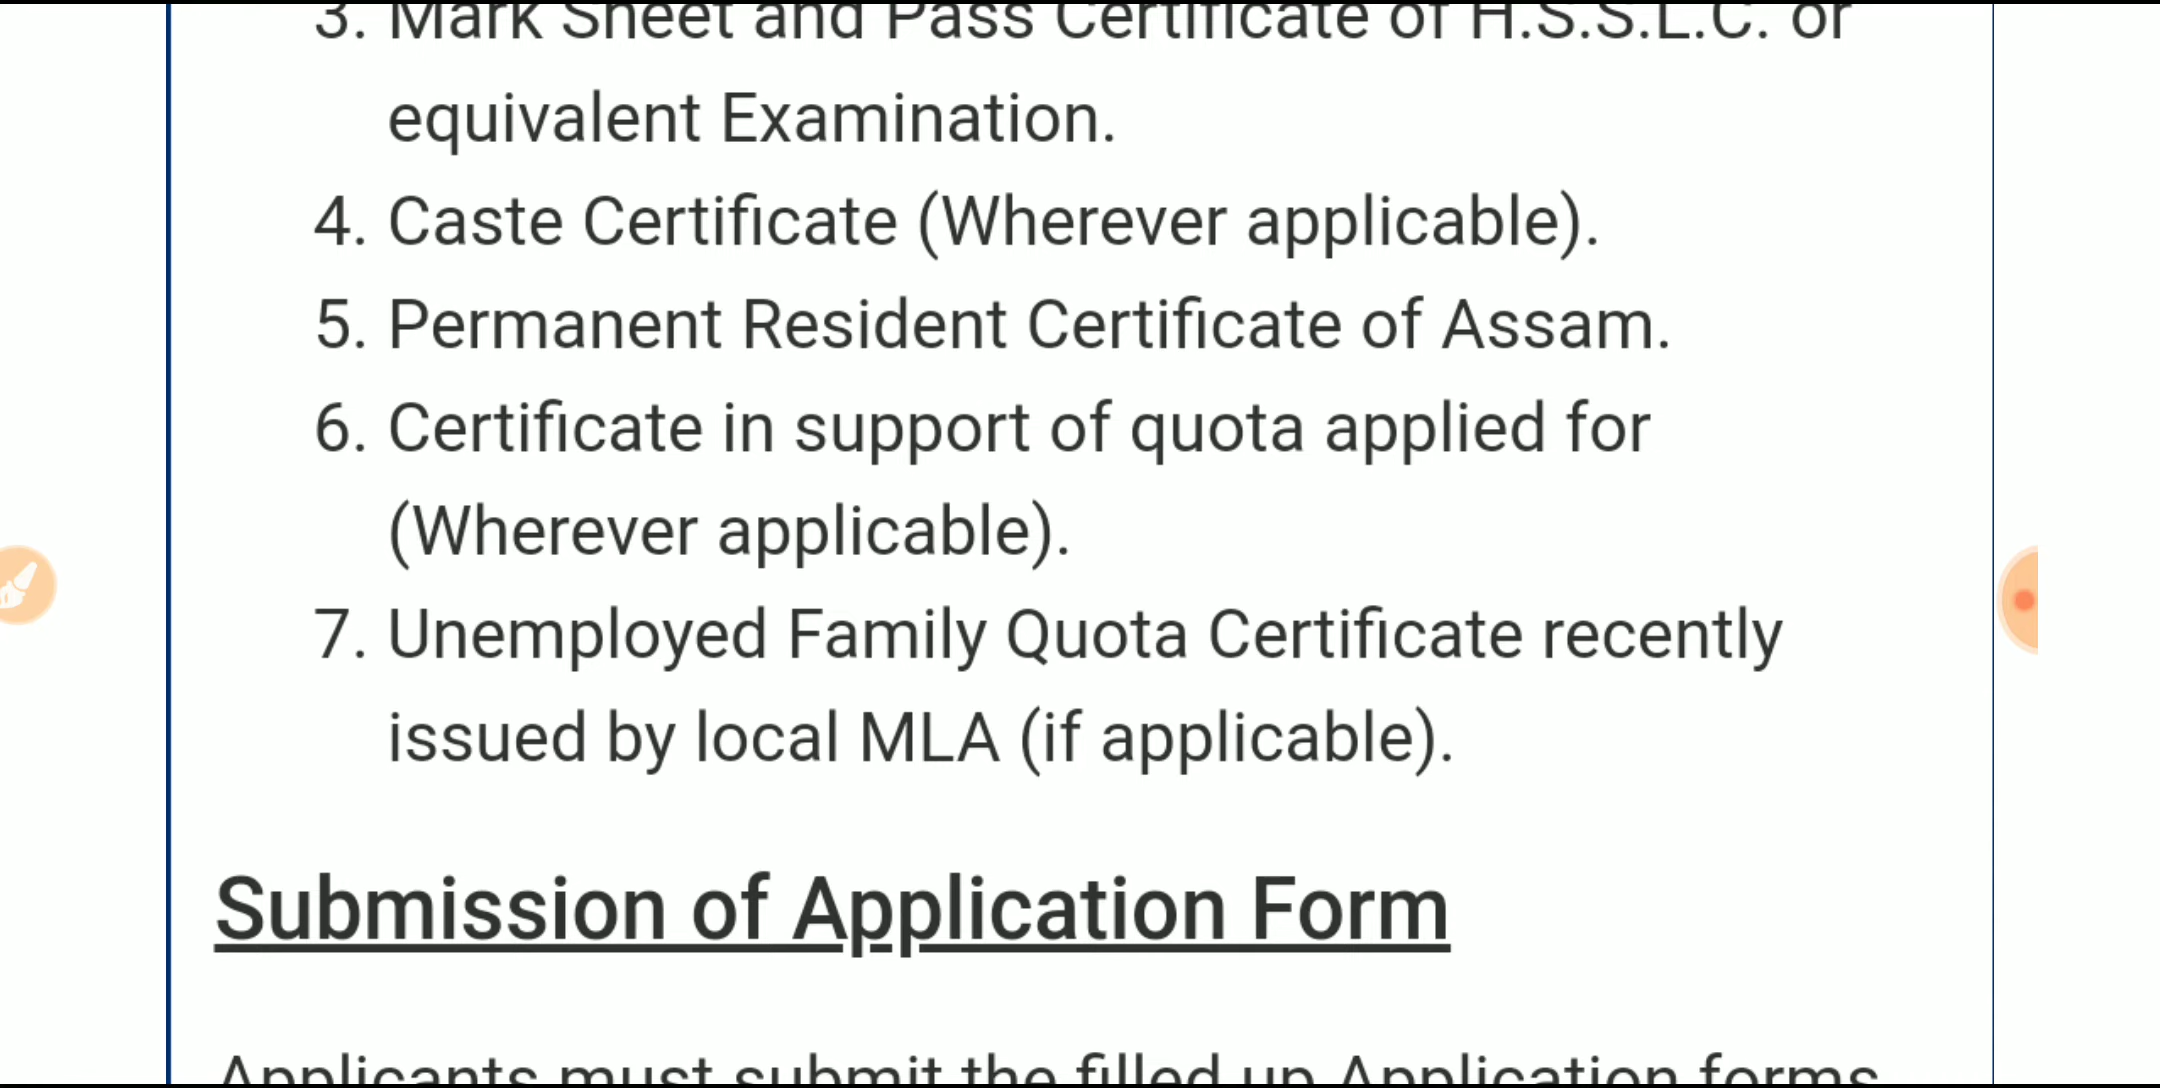 3. Mark Sheet and Pass Certificate of H.S.S.L.C. or
equivalent Examination.
4. Caste Certificate (Wherever applicable).
5. Permanent Resident Certificate of Assam.
6. Certificate in support of quota applied for
(Wherever applicable).
7. Unemployed Family Quota Certificate recently
issued by local MLA (if applicable).
Submission of Application Form
Applicants must submit the filled up Application forms